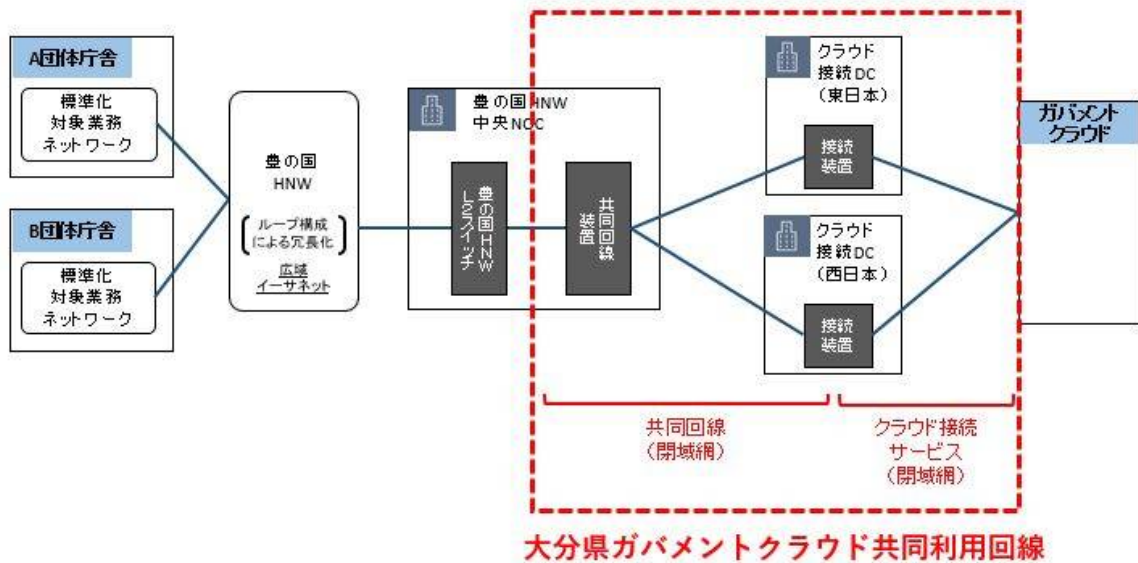 A団体庁舎
標準化
対象業務
ネットワーク
B団体庁舎
標準化
対象業務
ネットワーク
豊の国
HNW
ループ構成
による冗長化
広域
イーサネット
豊の国HNW
中央NOC
豊の国HNW
L2スイッチ
共同回線
装置
クラウド
接続DC
（東日本）
接続
装置
クラウド
接続DC
（西日本）
接続
装置
ガバメント
クラウド
共同回線
（閉域網）
クラウド接続
サービス
（閉域網）
大分県ガバメントクラウド共同利用回線